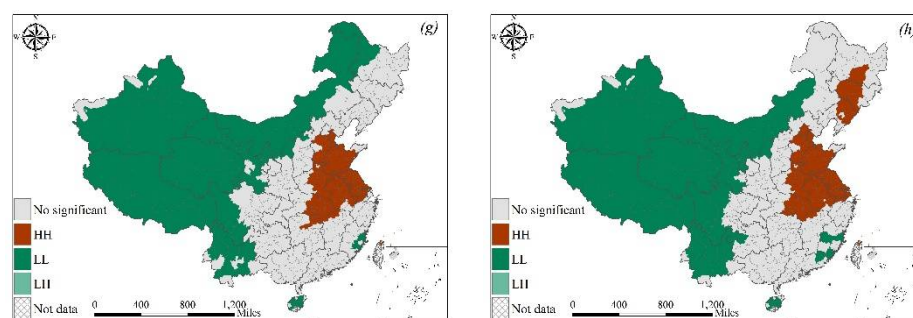 (g)
N
W E
S
No significant
HH
LL
LH
Not data
0 400 800 1,200
Miles
(h)
N
W E
S
No significant
HH
LL
LH
Not data
0 400 800 1,200
Miles